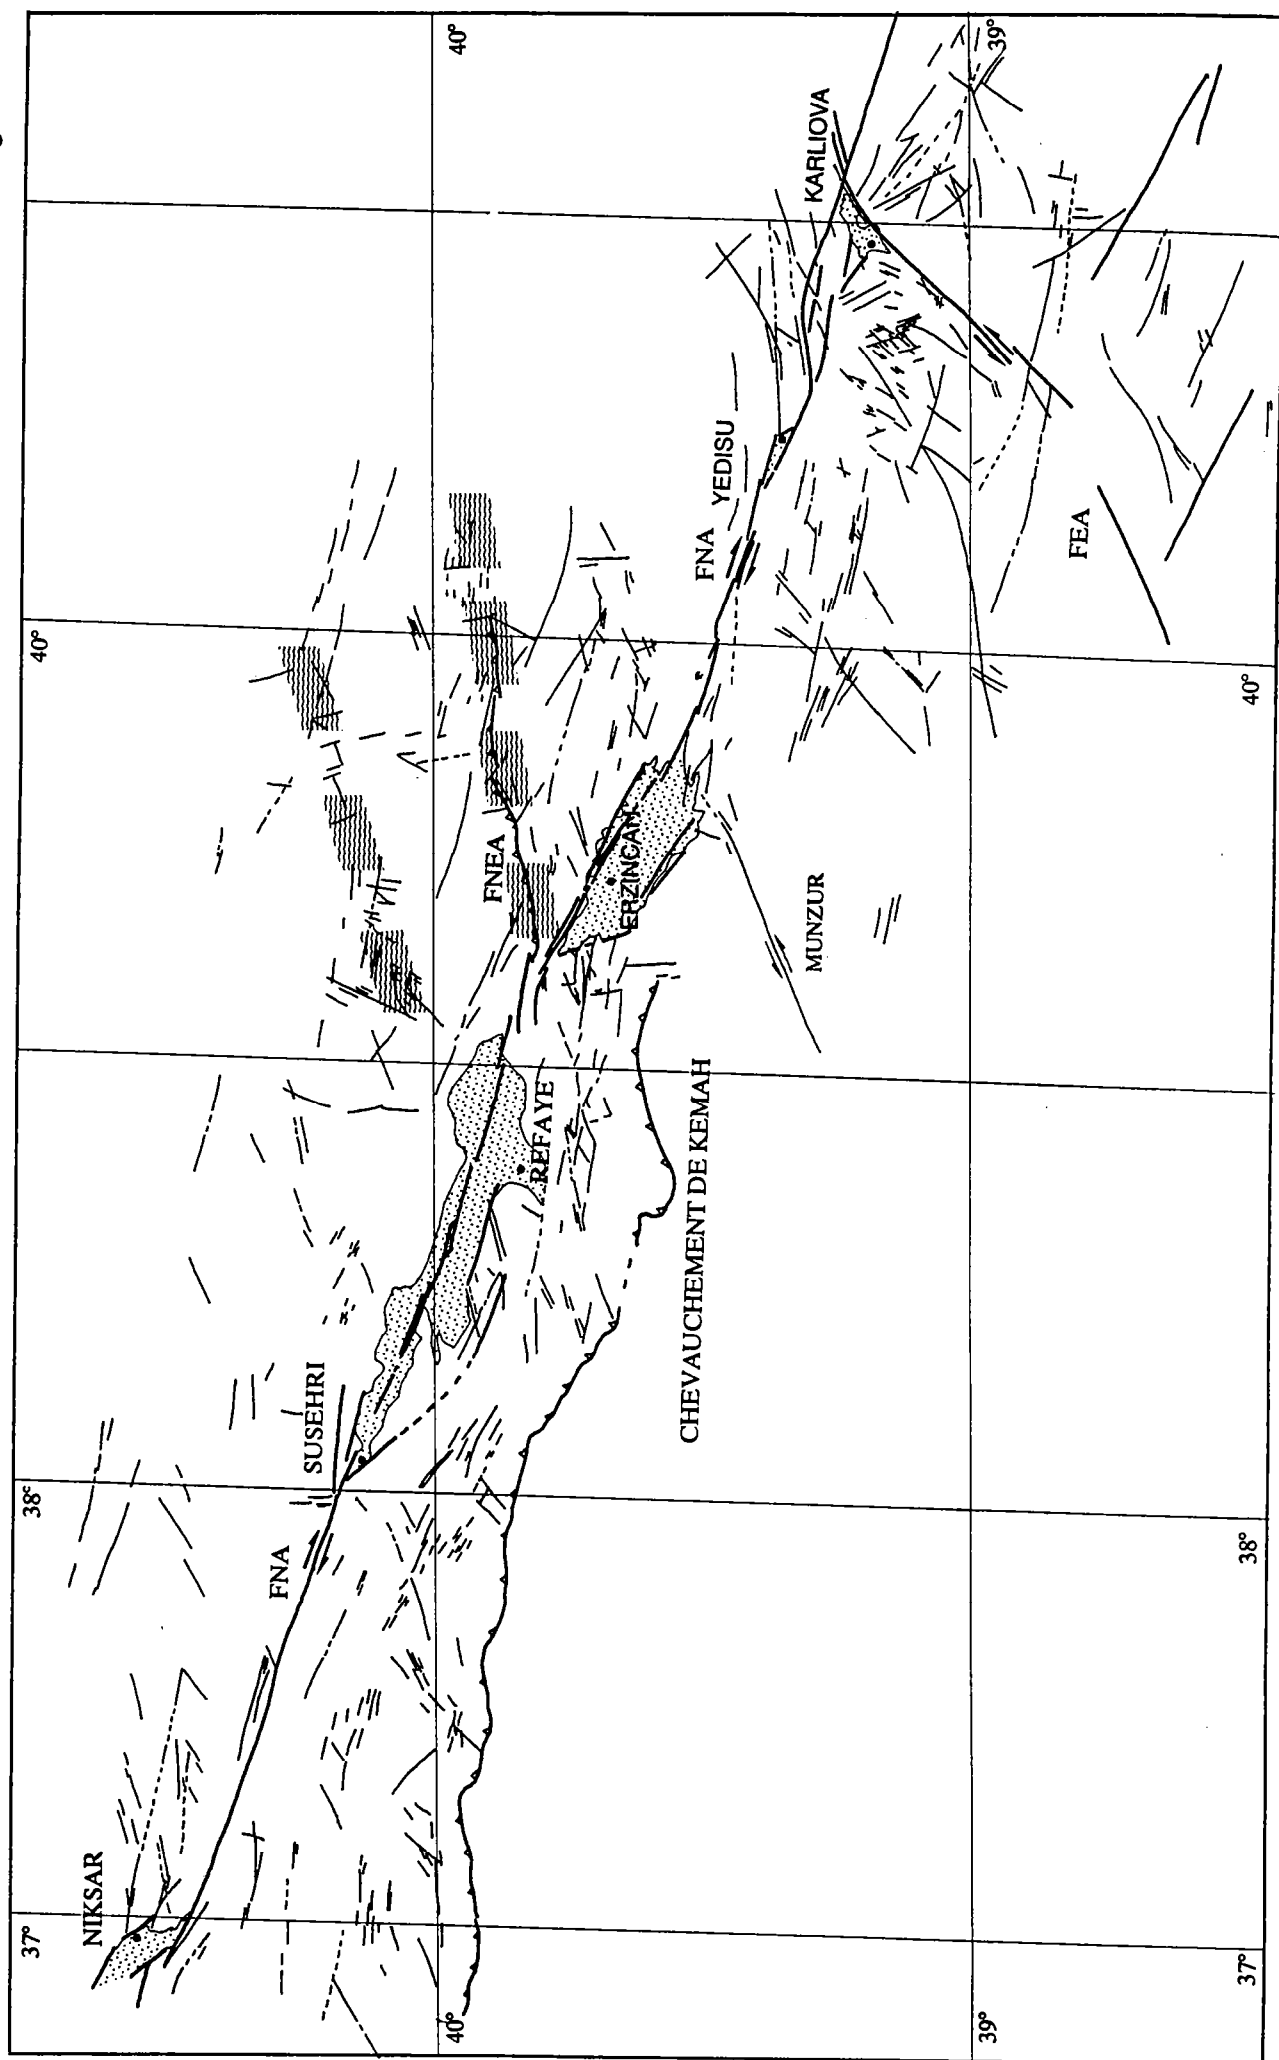 37°
38°
40°
NIKSAR
FNA
SUSEHRI
REFAYE
FNEA
ERZINCAN
FNA
YEDISU
KARLIOVA
40°
40°
CHEVAUCHEMENT DE KEMAH
MUNZUR
FEA
39°
39°
37°
38°
40°